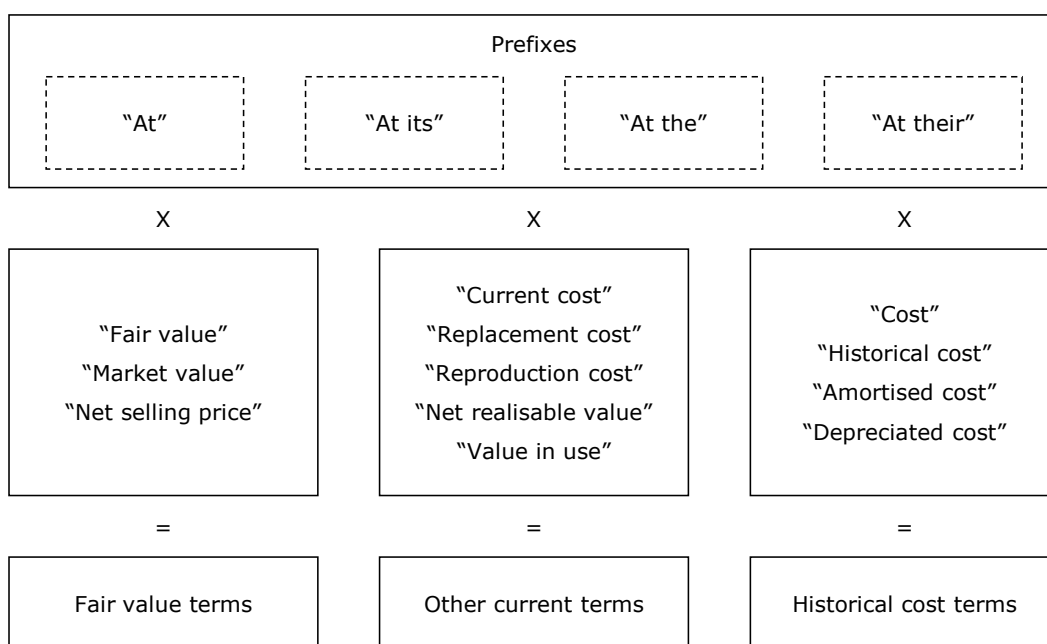 Prefixes
“At” “At its” “At the” “At their”
X X X
“Fair value”
“Market value”
“Net selling price”
“Current cost”
“Replacement cost”
“Reproduction cost”
“Net realisable value”
“Value in use”
“Cost”
“Historical cost”
“Amortised cost”
“Depreciated cost”
= = =
Fair value terms Other current terms Historical cost terms